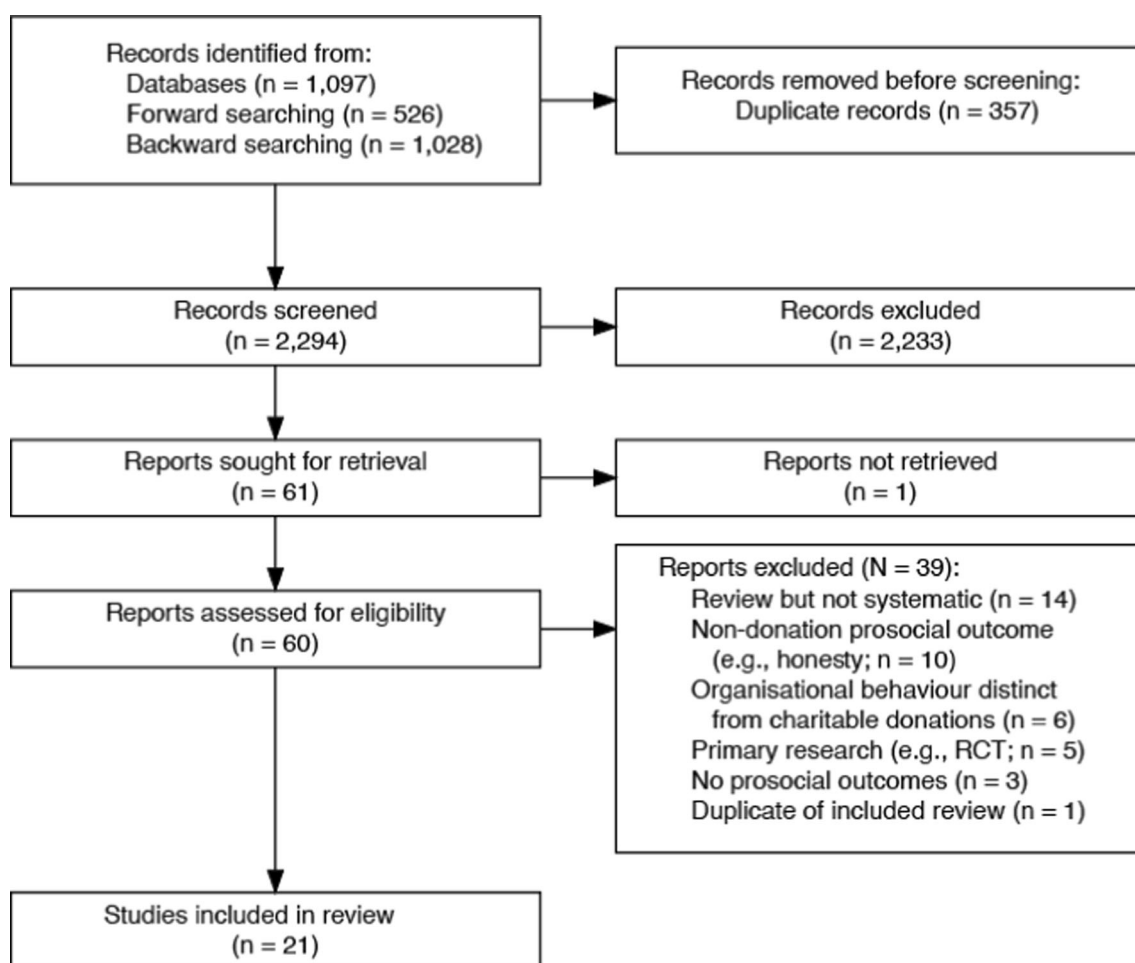 Records identified from:
Databases (n = 1,097)
Forward searching (n = 526)
Backward searching (n = 1,028)
Records removed before screening:
Duplicate records (n = 357)
Records screened
(n = 2,294)
Records excluded
(n = 2,233)
Reports sought for retrieval
(n = 61)
Reports not retrieved
(n = 1)
Reports assessed for eligibility
(n = 60)
Reports excluded (N = 39):
Review but not systematic (n = 14)
Non-donation prosocial outcome
(e.g., honesty; n = 10)
Organisational behaviour distinct
from charitable donations (n = 6)
Primary research (e.g., RCT; n = 5)
No prosocial outcomes (n = 3)
Duplicate of included review (n = 1)
Studies included in review
(n = 21)